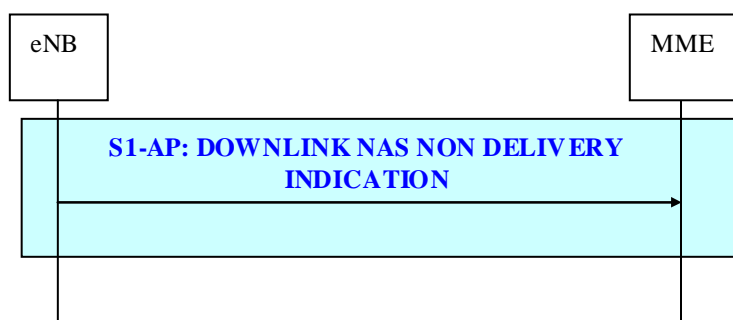 eNB
MME
S1-AP: DOWNLINK NAS NON DELIVERY
INDICATION